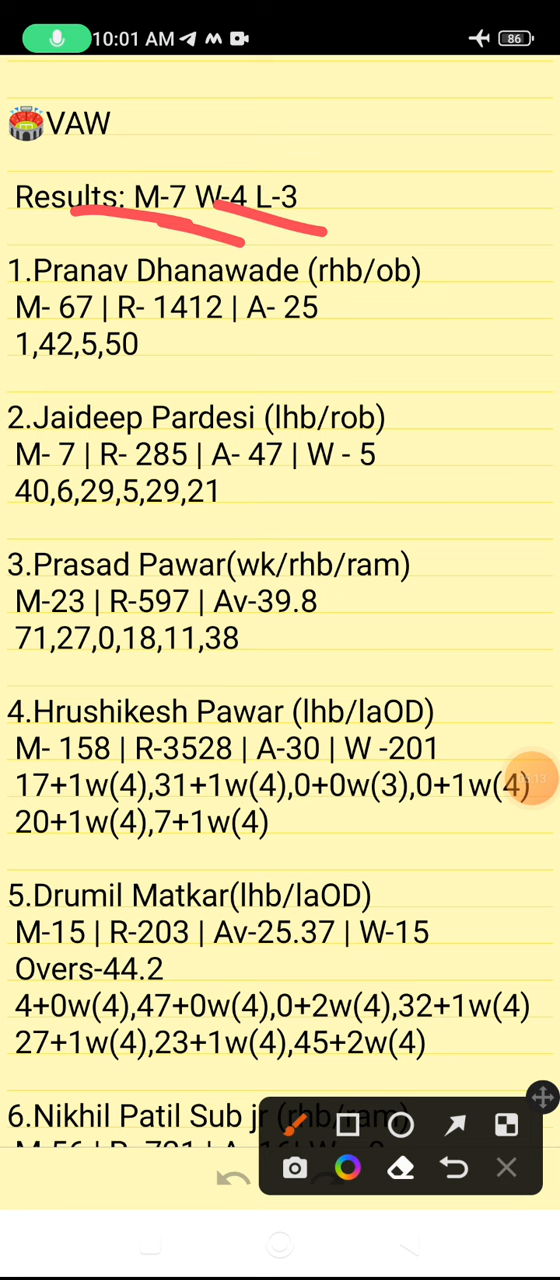 10:01 AM
86
VAW
Results: M-7 W-4 L-3
1.Pranav Dhanawade (rhb/ob)
M- 67 | R- 1412 | A- 25
1,42,5,50
2.Jaideep Pardesi (lhb/rob)
M- 7 | R- 285 | A- 47 | W - 5
40,6,29,5,29,21
3.Prasad Pawar(wk/rhb/ram)
M-23 | R-597 | Av-39.8
71,27,0,18,11,38
4.Hrushikesh Pawar (lhb/laOD)
M- 158 | R-3528 | A-30 | W -201
17+1w(4),31+1w(4),0+0w(3),0+1w(4)
20+1w(4),7+1w(4)
5.Drumil Matkar(lhb/laOD)
M-15 | R-203 | Av-25.37 | W-15
Overs-44.2
4+0w(4),47+0w(4),0+2w(4),32+1w(4)
27+1w(4),23+1w(4),45+2w(4)
6.Nikhil Patil Sub jr (rhb/ram)